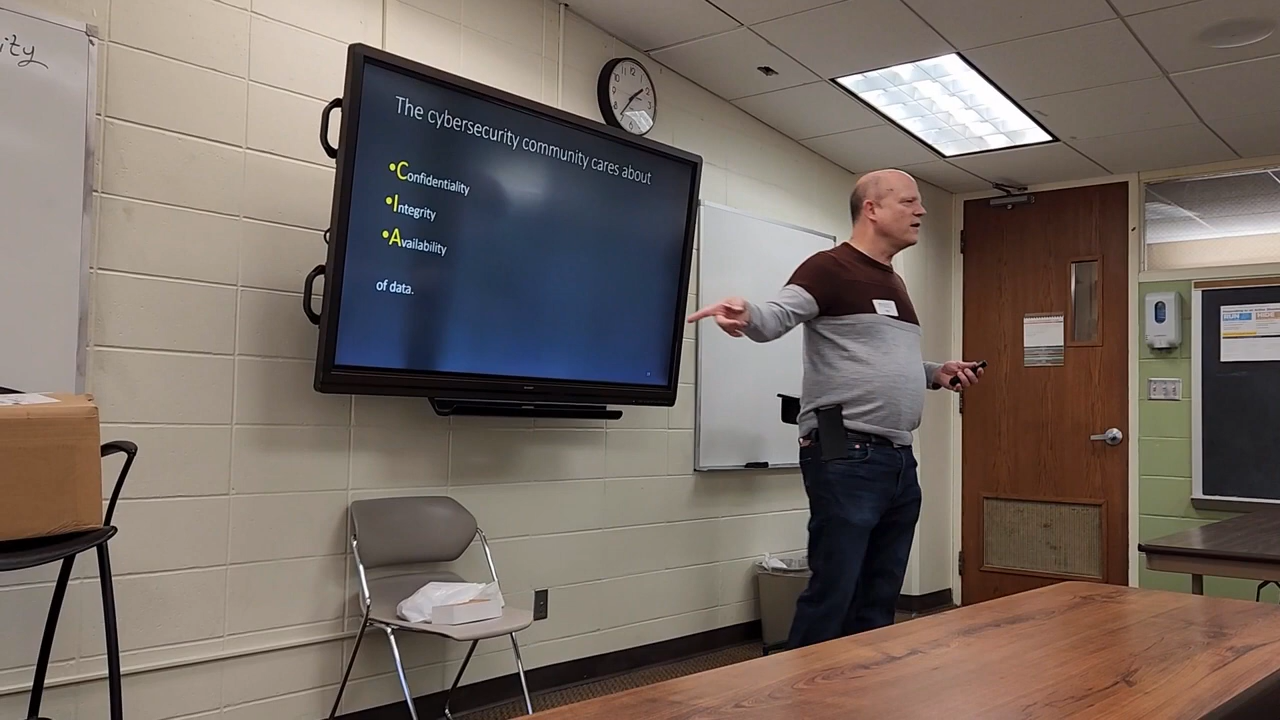 ity
The cybersecurity community cares about
•Confidentiality
•Integrity
•Availability
of data.